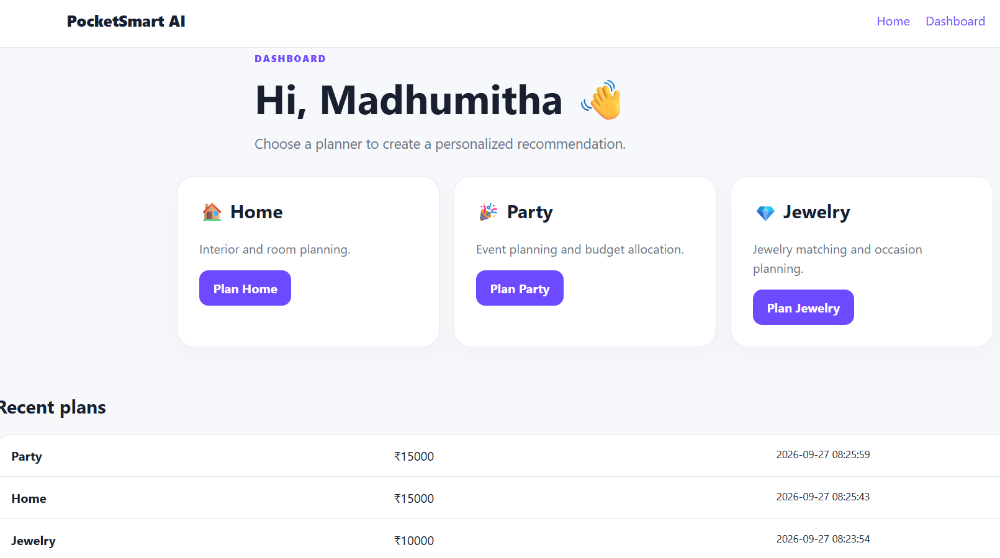 PocketSmart AI
Home Dashboard
DASHBOARD
Hi, Madhumitha 👋
Choose a planner to create a personalized recommendation.
🏠 Home
Interior and room planning.
Plan Home
🎉 Party
Event planning and budget allocation.
Plan Party
💎 Jewelry
Jewelry matching and occasion
planning.
Plan Jewelry
Recent plans
Party ₹15000 2026-09-27 08:25:59
Home ₹15000 2026-09-27 08:25:43
Jewelry ₹10000 2026-09-27 08:23:54